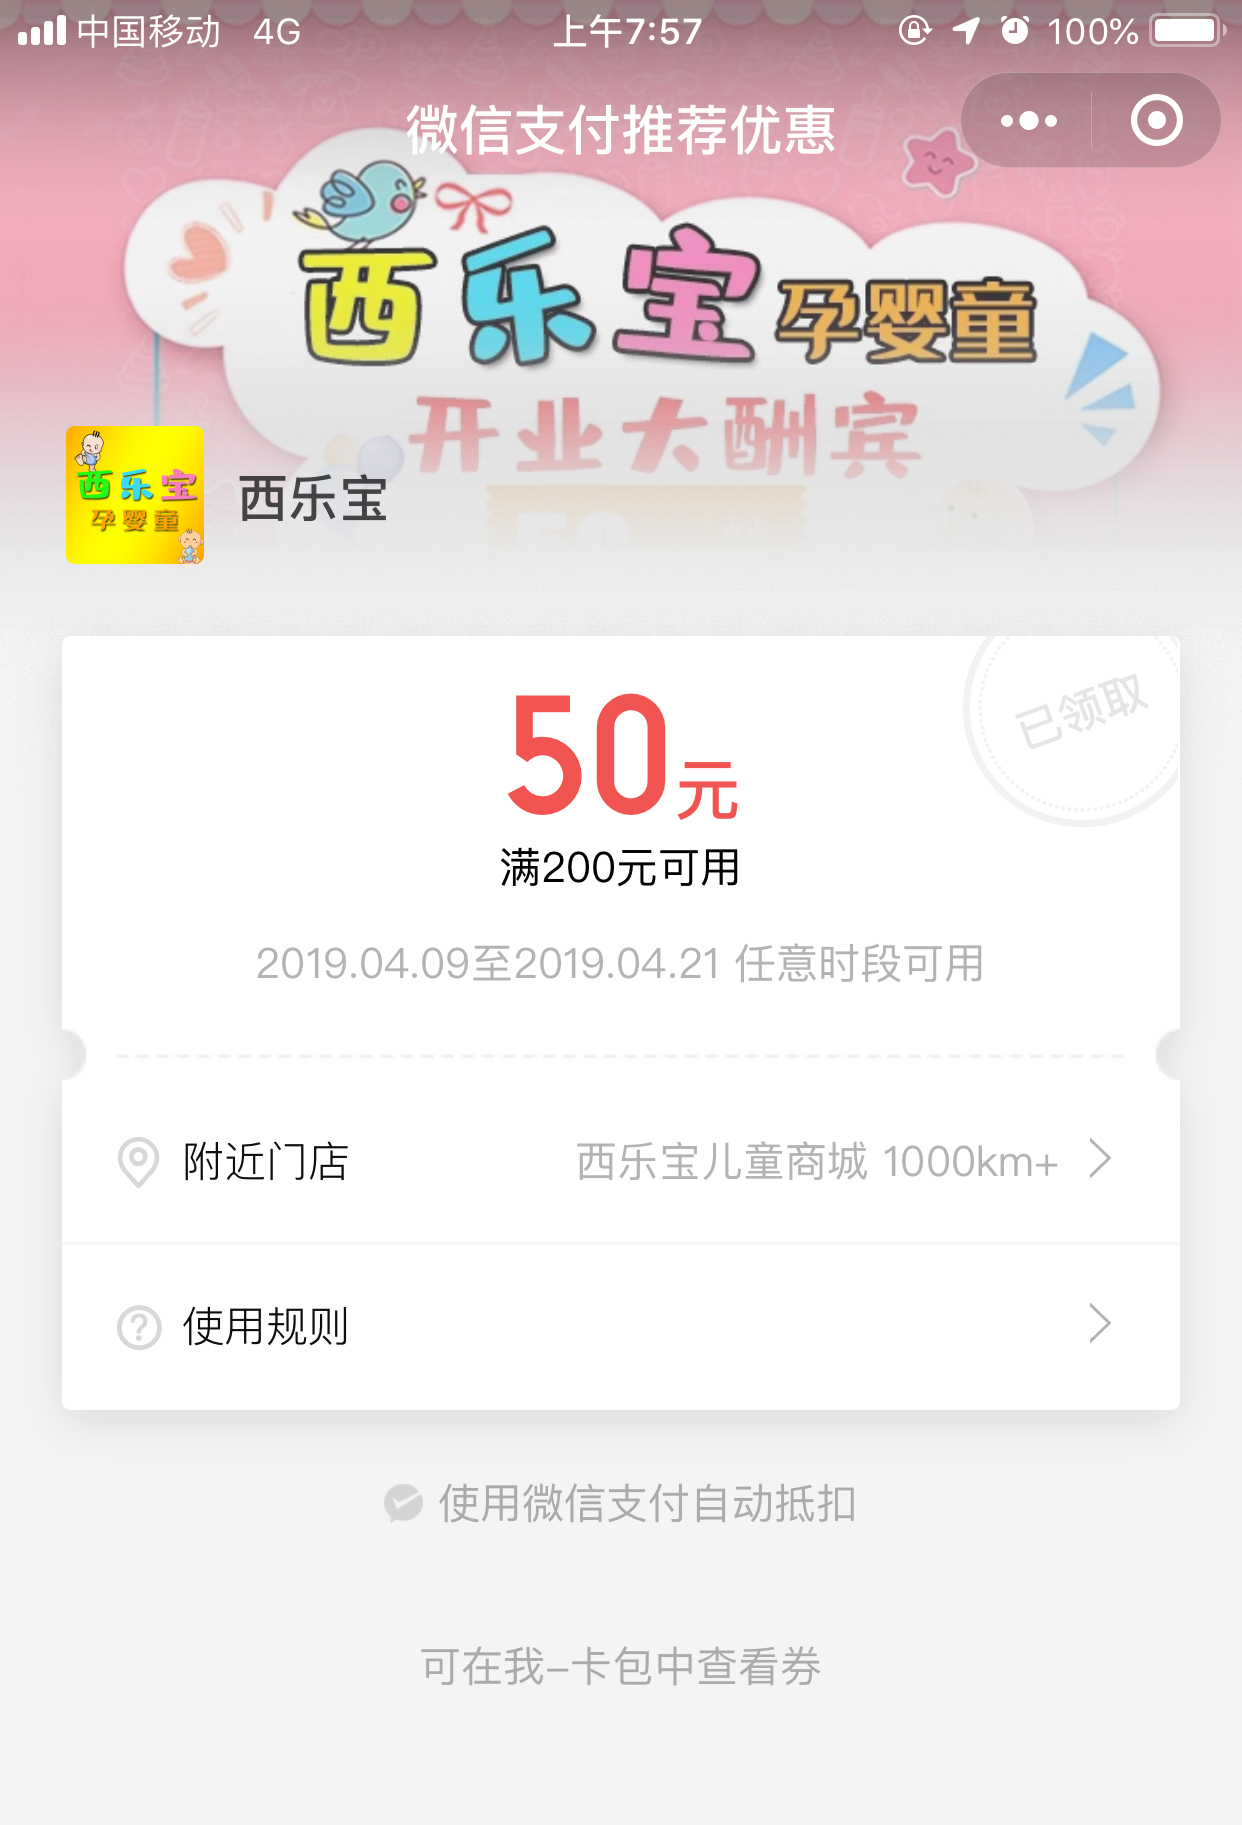 中国移动 4G 上午7:57 100%
微信支付推荐优惠
西乐宝孕婴童
开业大酬宾
西乐宝
孕婴童
西乐宝
已领取
50元
满200元可用
2019.04.09至2019.04.21 任意时段可用
附近门店 西乐宝儿童商城 1000km+
使用规则
使用微信支付自动抵扣
可在我-卡包中查看券